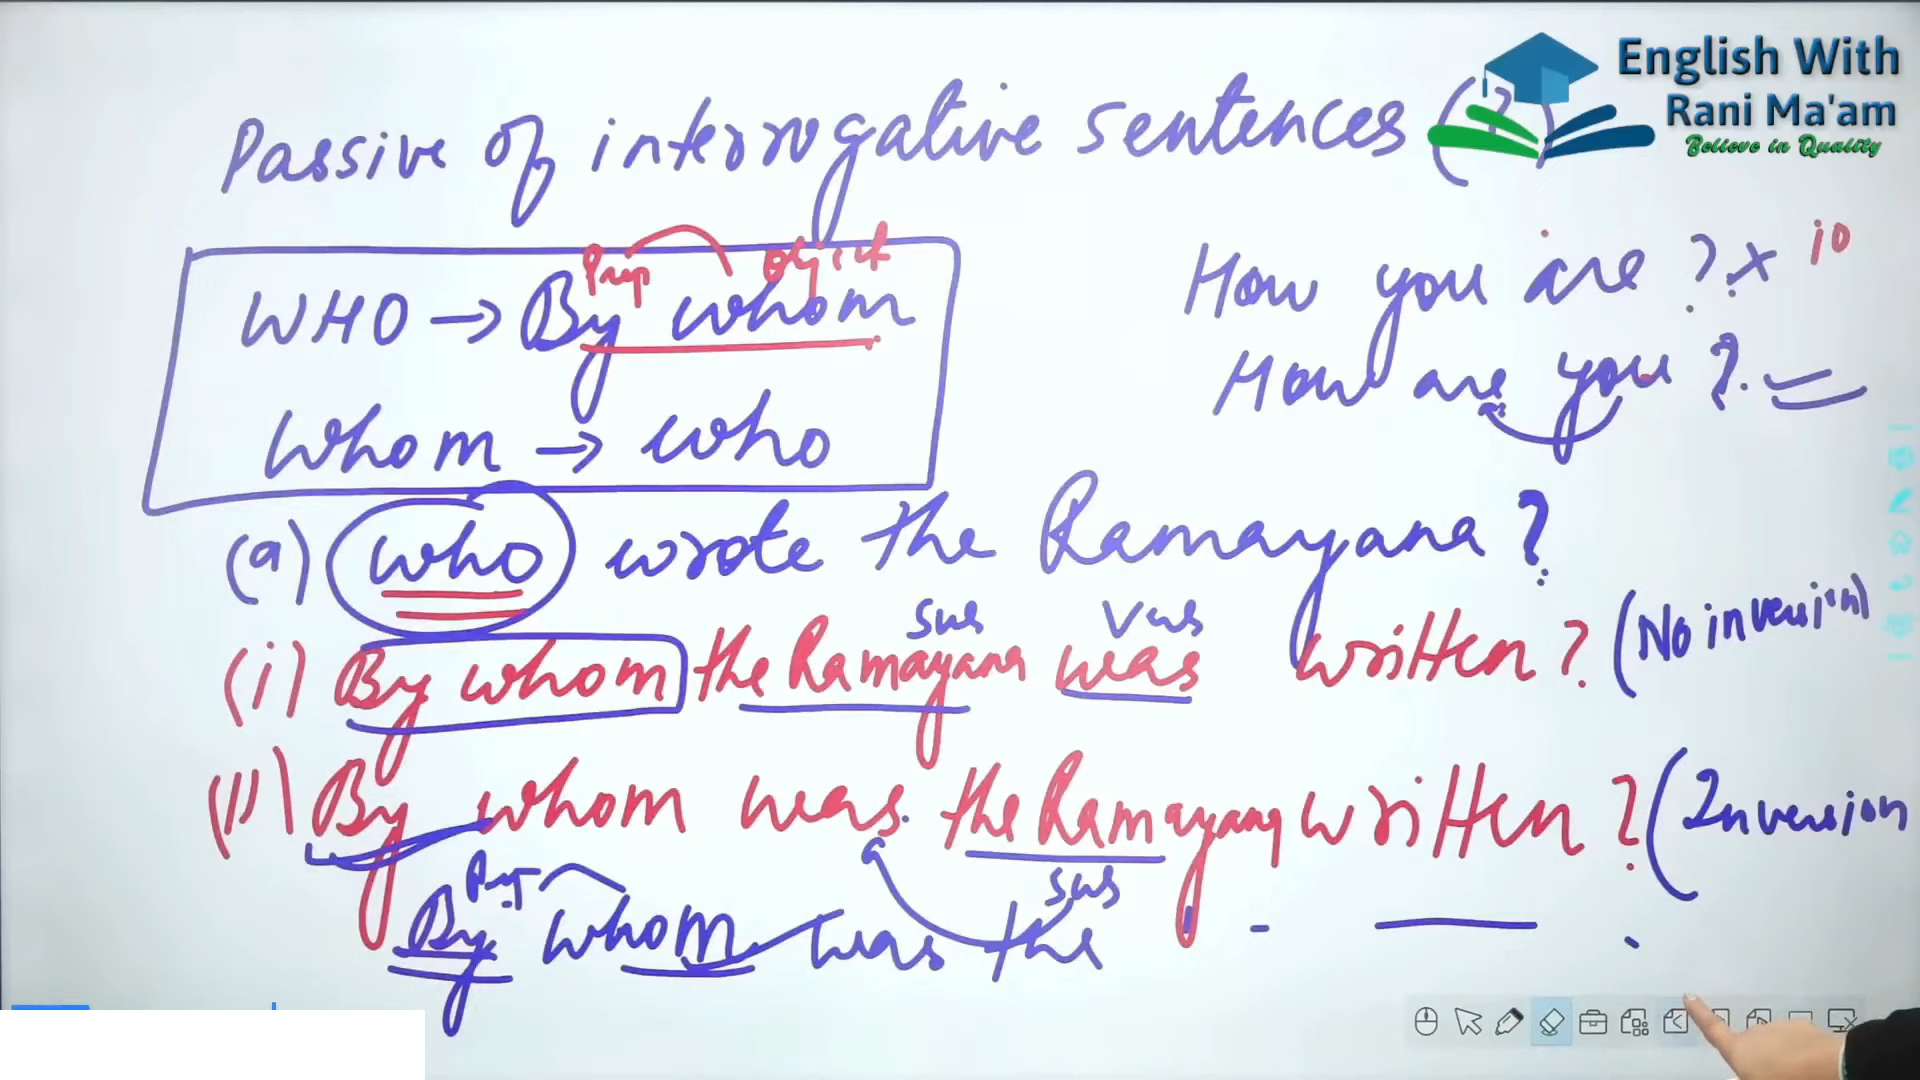 English With
Rani Ma'am
Believe in Quality
Passive of interrogative sentences (?)
Prep object
WHO → By whom
Whom → who
How you are ? x 10
How are you ?
(a) who wrote the Ramayana ?
sub verb
(i) By whom the Ramayana was written ? (No inversion)
(ii) By whom was the Ramayana written ? (Inversion
Prep sub
By whom was the